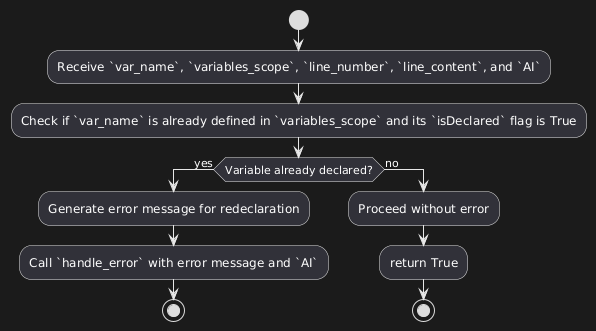 Receive `var_name`, `variables_scope`, `line_number`, `line_content`, and `AI`
Check if `var_name` is already defined in `variables_scope` and its `isDeclared` flag is True
yes
Variable already declared?
no
Generate error message for redeclaration
Proceed without error
Call `handle_error` with error message and `AI`
return True